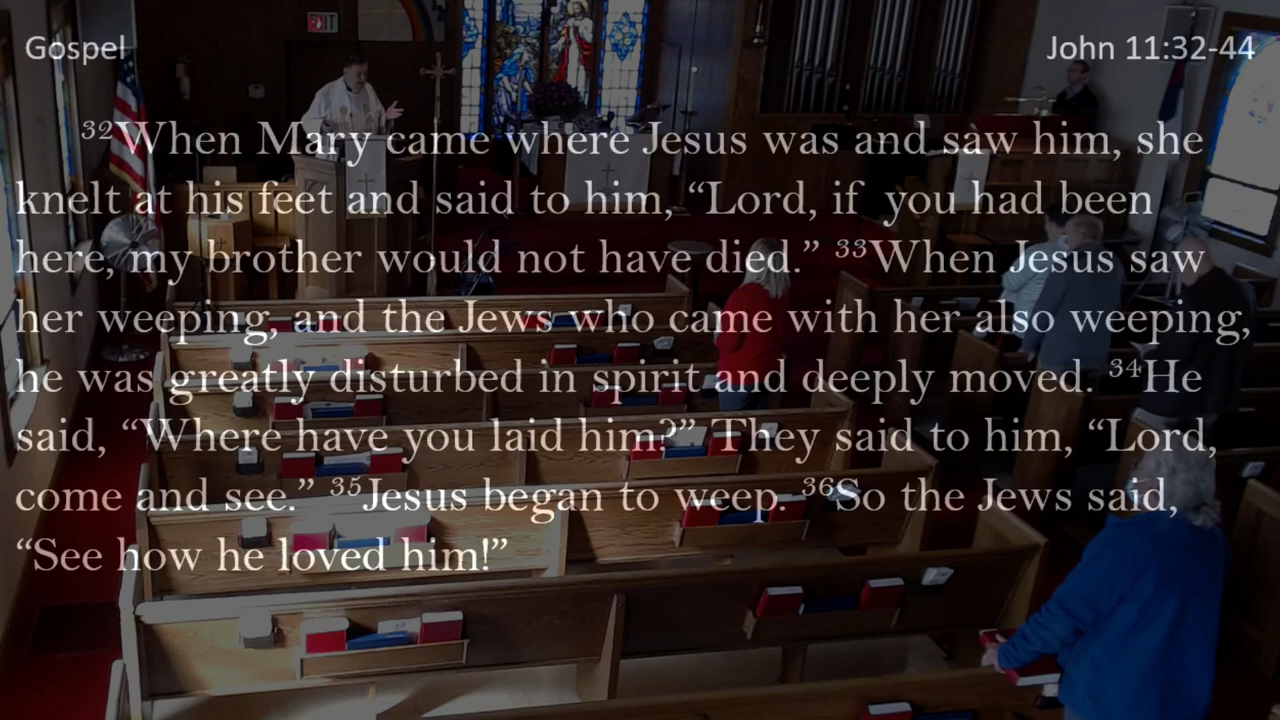 EXIT
Gospel
John 11:32-44
³²When Mary came where Jesus was and saw him, she
knelt at his feet and said to him, “Lord, if  you had been
here, my brother would not have died.” ³³When Jesus saw
her weeping, and the Jews who came with her also weeping,
he was greatly disturbed in spirit and deeply moved. ³⁴He
said, “Where have you laid him?” They said to him, “Lord,
come and see.” ³⁵Jesus began to weep. ³⁶So the Jews said,
“See how he loved him!”